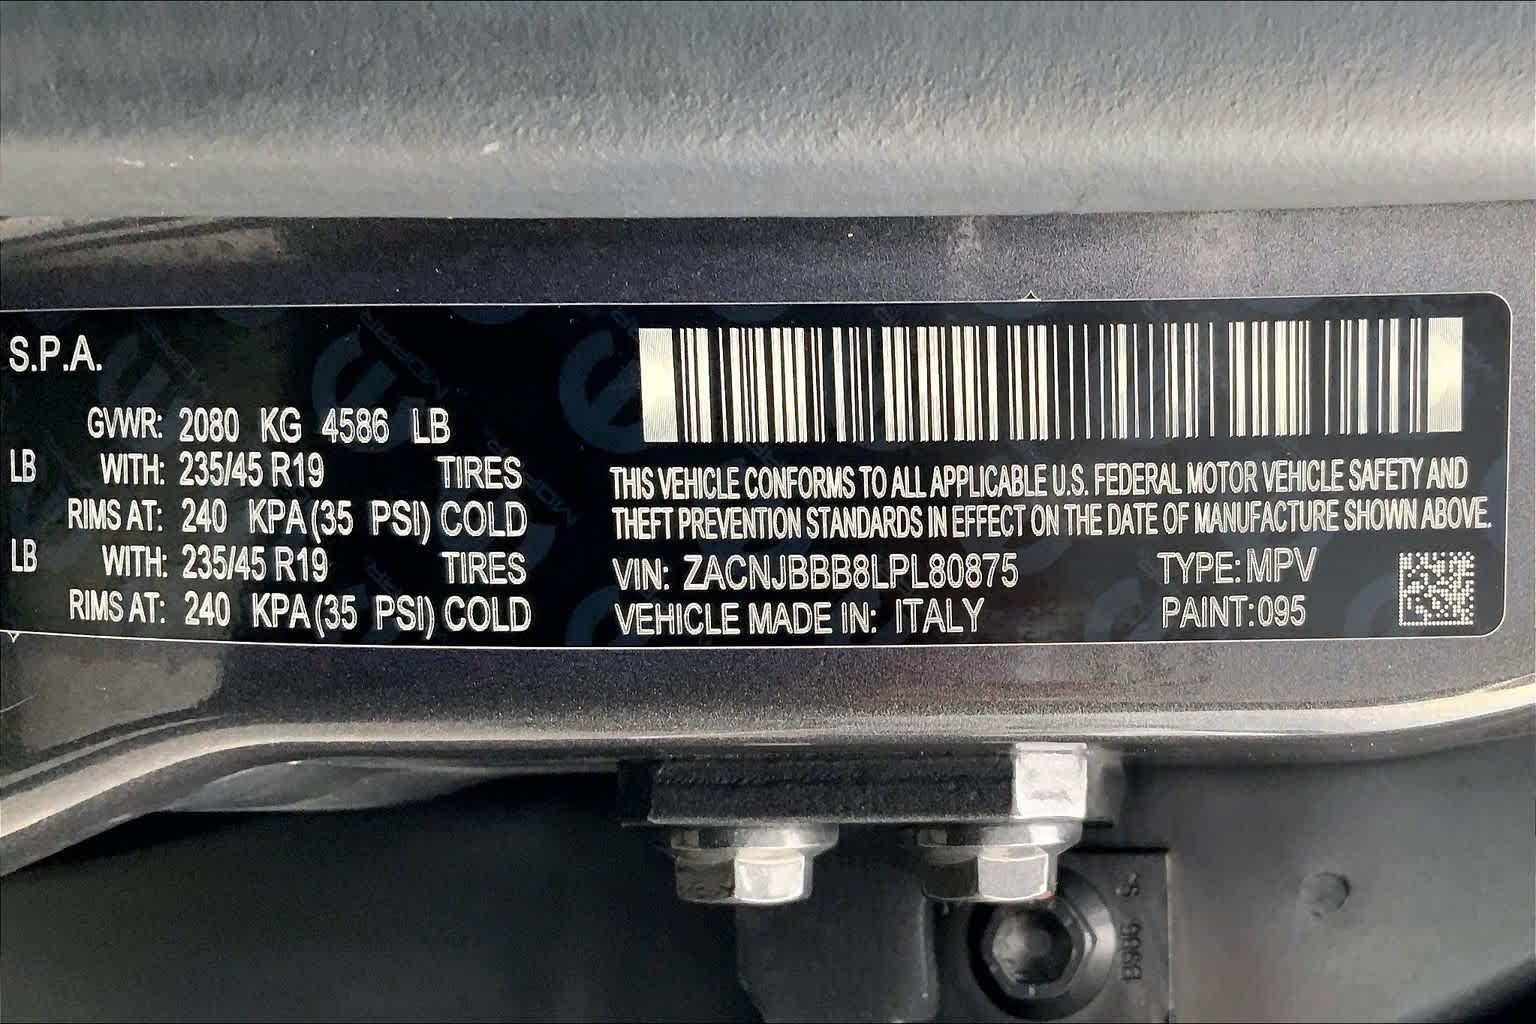 S.P.A.
GVWR: 2080 KG 4586 LB
LB WITH: 235/45 R19 TIRES
RIMS AT: 240 KPA(35 PSI) COLD
LB WITH: 235/45 R19 TIRES
RIMS AT: 240 KPA(35 PSI) COLD
THIS VEHICLE CONFORMS TO ALL APPLICABLE U.S. FEDERAL MOTOR VEHICLE SAFETY AND
THEFT PREVENTION STANDARDS IN EFFECT ON THE DATE OF MANUFACTURE SHOWN ABOVE.
VIN: ZACNJBBB8LPL80875 TYPE: MPV
VEHICLE MADE IN: ITALY PAINT: 095
MOPAR
B906